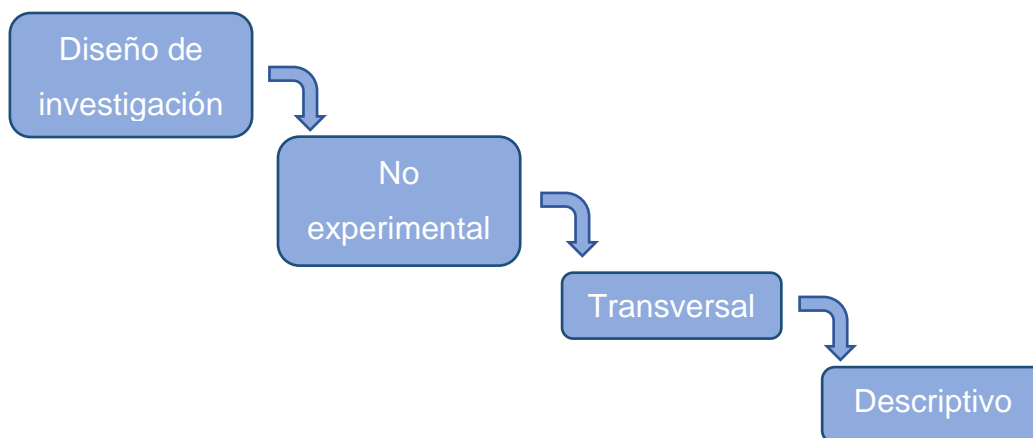 Diseño de
investigación
No
experimental
Transversal
Descriptivo